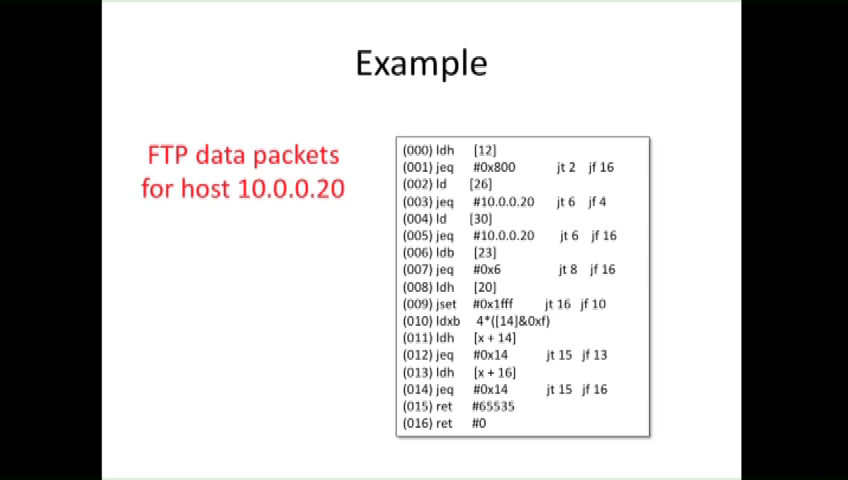 Example
FTP data packets
for host 10.0.0.20
(000) ldh [12]
(001) jeq #0x800 jt 2 jf 16
(002) ld [26]
(003) jeq #10.0.0.20 jt 6 jf 4
(004) ld [30]
(005) jeq #10.0.0.20 jt 6 jf 16
(006) ldb [23]
(007) jeq #0x6 jt 8 jf 16
(008) ldh [20]
(009) jset #0x1fff jt 16 jf 10
(010) ldxb 4*([14]&0xf)
(011) ldh [x + 14]
(012) jeq #0x14 jt 15 jf 13
(013) ldh [x + 16]
(014) jeq #0x14 jt 15 jf 16
(015) ret #65535
(016) ret #0